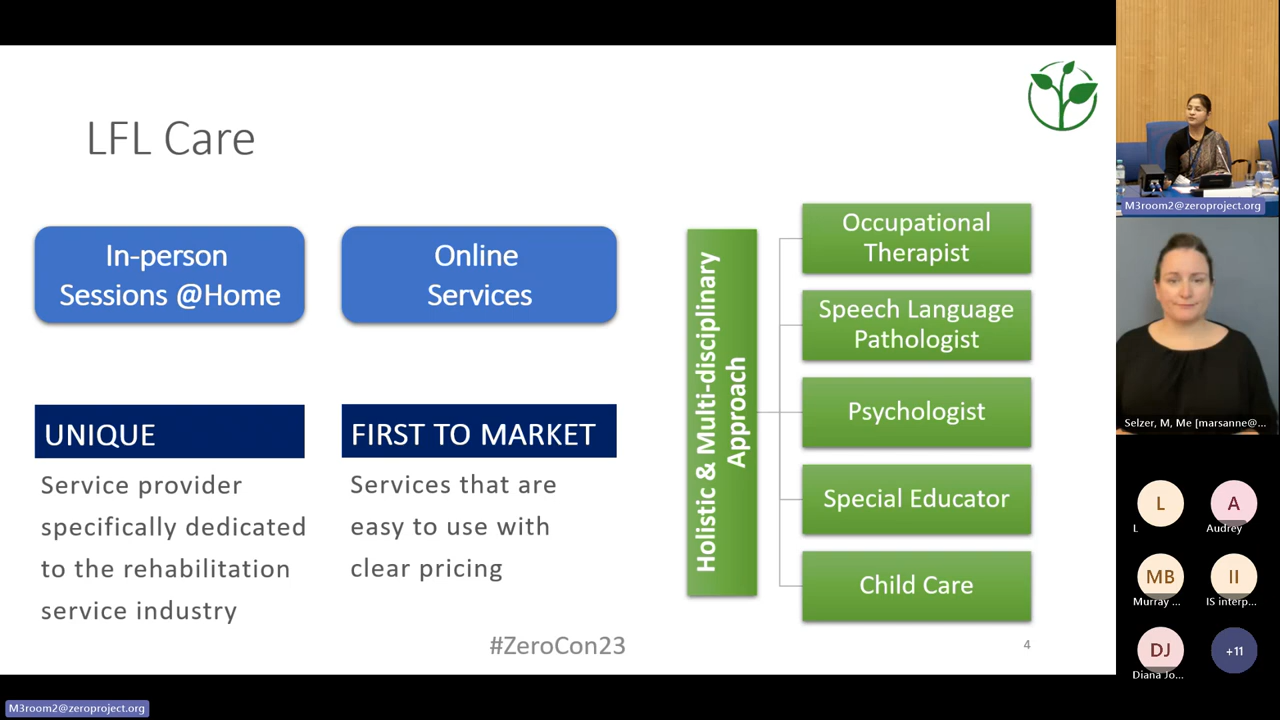 LFL Care
In-person
Sessions @Home
Online
Services
UNIQUE
Service provider
specifically dedicated
to the rehabilitation
service industry
FIRST TO MARKET
Services that are
easy to use with
clear pricing
Holistic & Multi-disciplinary
Approach
Occupational
Therapist
Speech Language
Pathologist
Psychologist
Special Educator
Child Care
#ZeroCon23
4
M3room2@zeroproject.org
M3room2@zeroproject.org
Selzer, M, Me [marsanne@...
L
L
A
Audrey
MB
Murray ...
II
IS interp...
DJ
Diana Jo...
+11